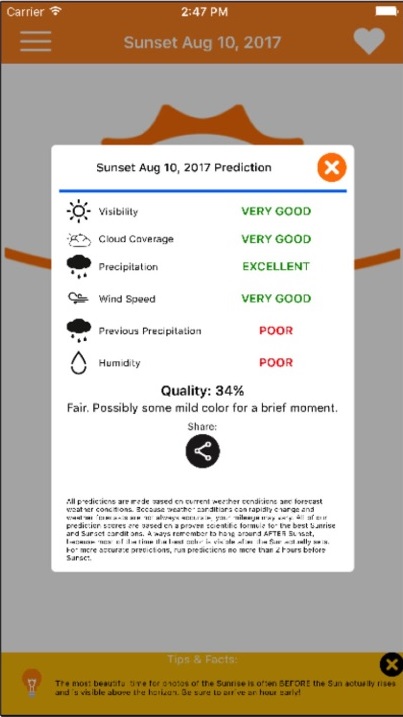 Carrier 2:47 PM
Sunset Aug 10, 2017
Sunset Aug 10, 2017 Prediction
Visibility VERY GOOD
Cloud Coverage VERY GOOD
Precipitation EXCELLENT
Wind Speed VERY GOOD
Previous Precipitation POOR
Humidity POOR
Quality: 34%
Fair. Possibly some mild color for a brief moment.
Share:
All predictions are made based on current weather conditions and forecast
weather conditions. Because weather conditions can rapidly change and
weather forecasts are not always accurate, your mileage may vary. All of our
prediction scores are based on a proven scientific formula for the best Sunrise
and Sunset conditions. Always remember to hang around AFTER Sunset,
because most of the time the best color is visible after the Sun actually sets.
For more accurate predictions, run predictions no more than 2 hours before
Sunset.
Tips & Facts:
The most beautiful time for photos of the Sunrise is often BEFORE the Sun actually rises
and is visible above the horizon. Be sure to arrive an hour early!